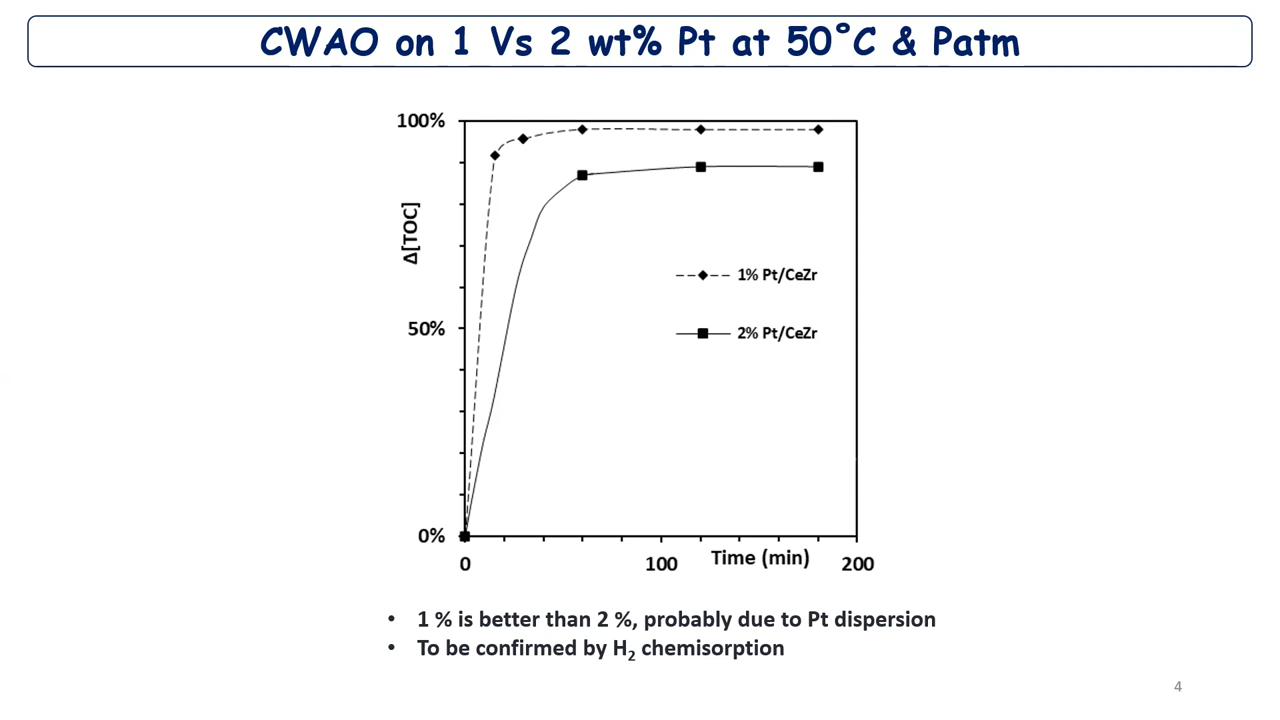 CWAO on 1 Vs 2 wt% Pt at 50°C & Patm
100%
Δ[TOC]
1% Pt/CeZr
50%
2% Pt/CeZr
0%
0
100
Time (min)
200
• 1 % is better than 2 %, probably due to Pt dispersion
• To be confirmed by H₂ chemisorption
4